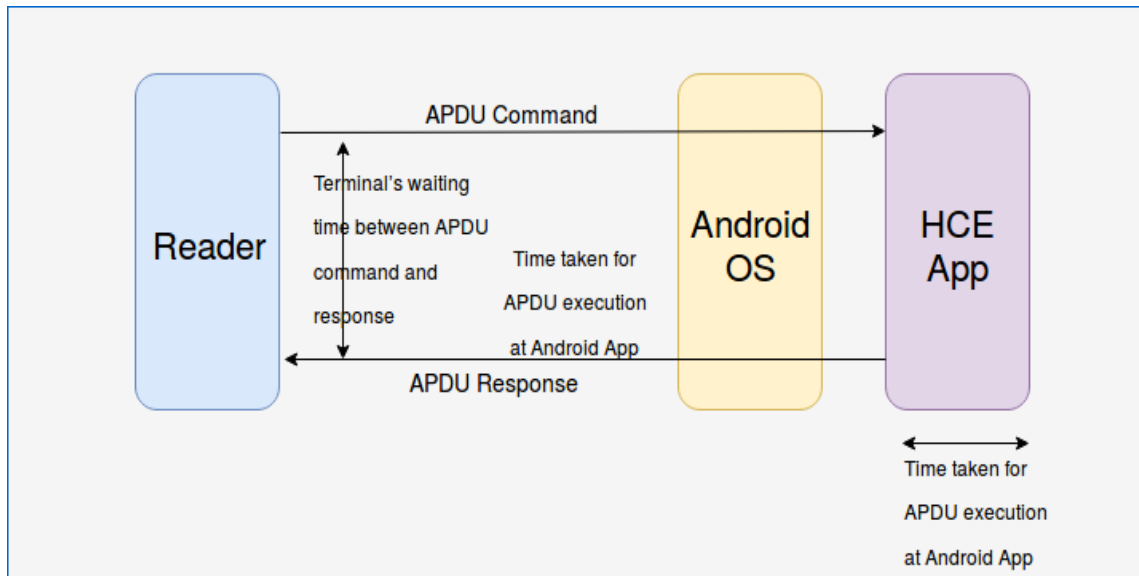 APDU Command
Terminal's waiting
time between APDU
command and
response
Reader
Time taken for
APDU execution
at Android App
Android
OS
HCE
App
APDU Response
Time taken for
APDU execution
at Android App